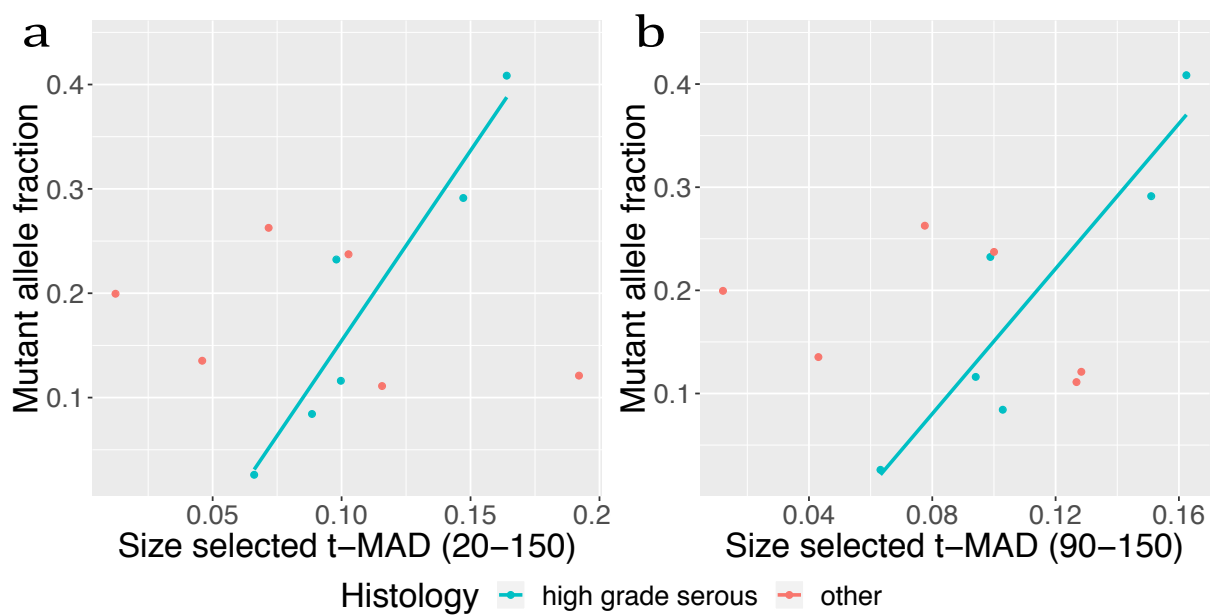 a
Mutant allele fraction
0.4
0.3
0.2
0.1
0.05 0.10 0.15 0.2
Size selected t−MAD (20−150)
b
Mutant allele fraction
0.4
0.3
0.2
0.1
0.04 0.08 0.12 0.16
Size selected t−MAD (90−150)
Histology high grade serous other